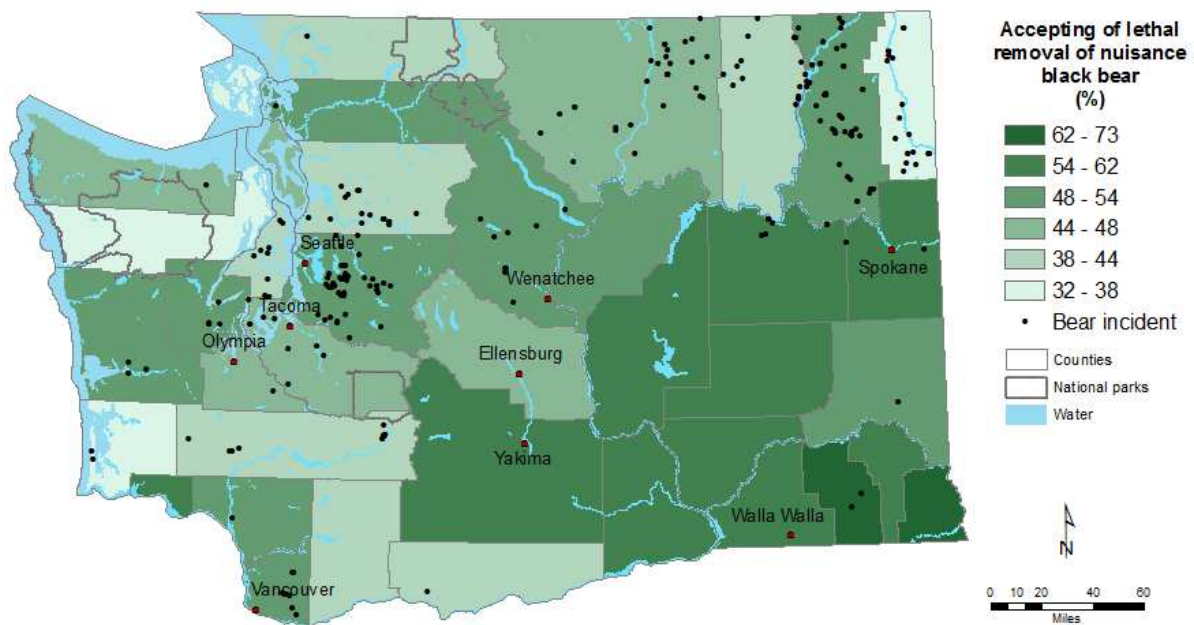 Accepting of lethal
removal of nuisance
black bear
(%)
62 - 73
54 - 62
48 - 54
44 - 48
38 - 44
32 - 38
Bear incident
Counties
National parks
Water
Seattle
Spokane
Wenatchee
Tacoma
Olympia
Ellensburg
Yakima
Walla Walla
Vancouver
N
0 10 20 40 60
Miles